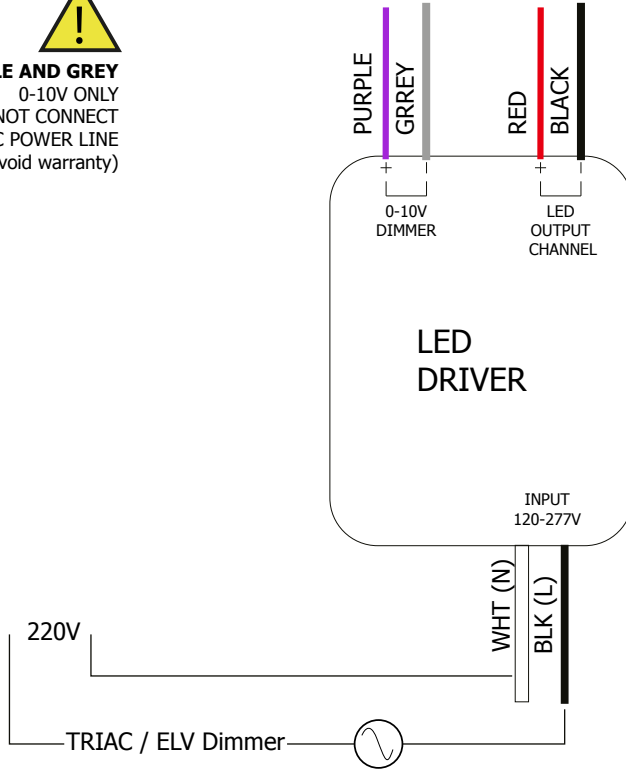 !
LE AND GREY
0-10V ONLY
NOT CONNECT
C POWER LINE
void warranty)
PURPLE
GRREY
RED
BLACK
+ -
+ -
0-10V
DIMMER
LED
OUTPUT
CHANNEL
LED
DRIVER
INPUT
120-277V
WHT (N)
BLK (L)
220V
TRIAC / ELV Dimmer